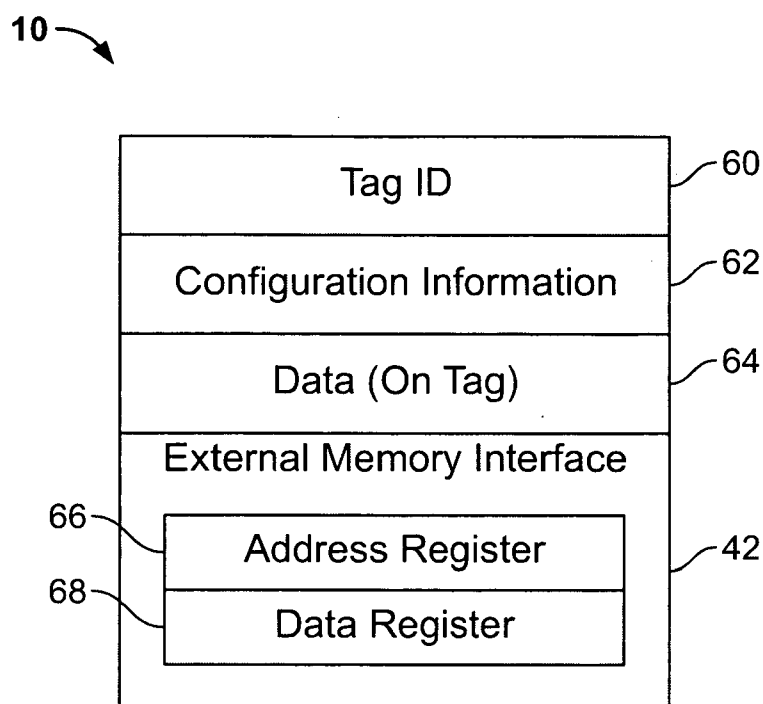 10
Tag ID
60
Configuration Information
62
Data (On Tag)
64
External Memory Interface
66
Address Register
42
68
Data Register